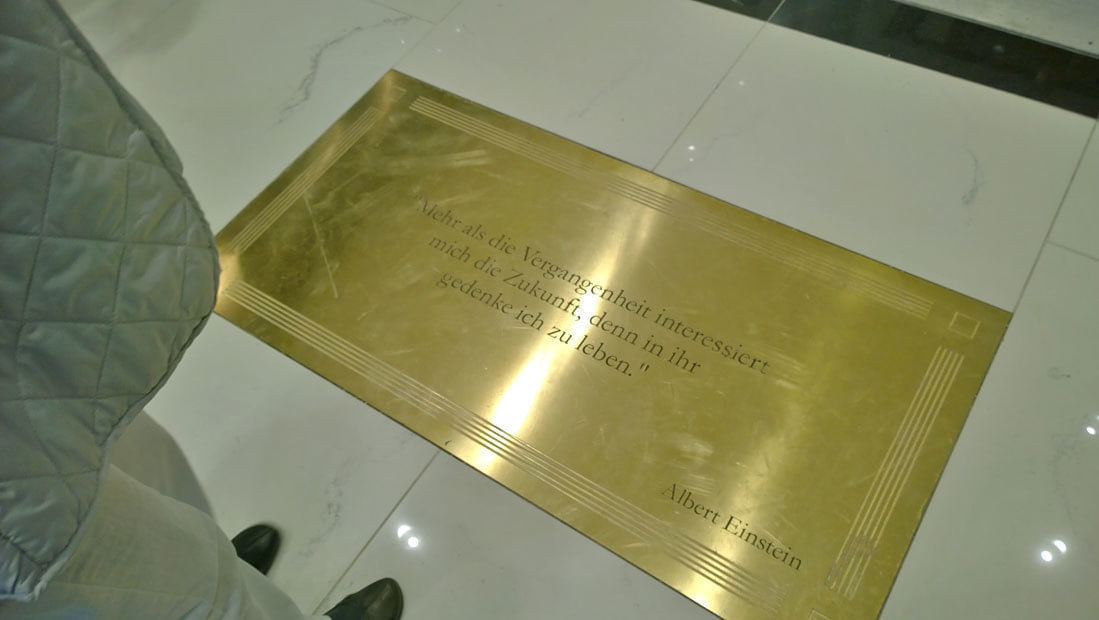 "Mehr als die Vergangenheit interessiert
mich die Zukunft, denn in ihr
gedenke ich zu leben."
Albert Einstein